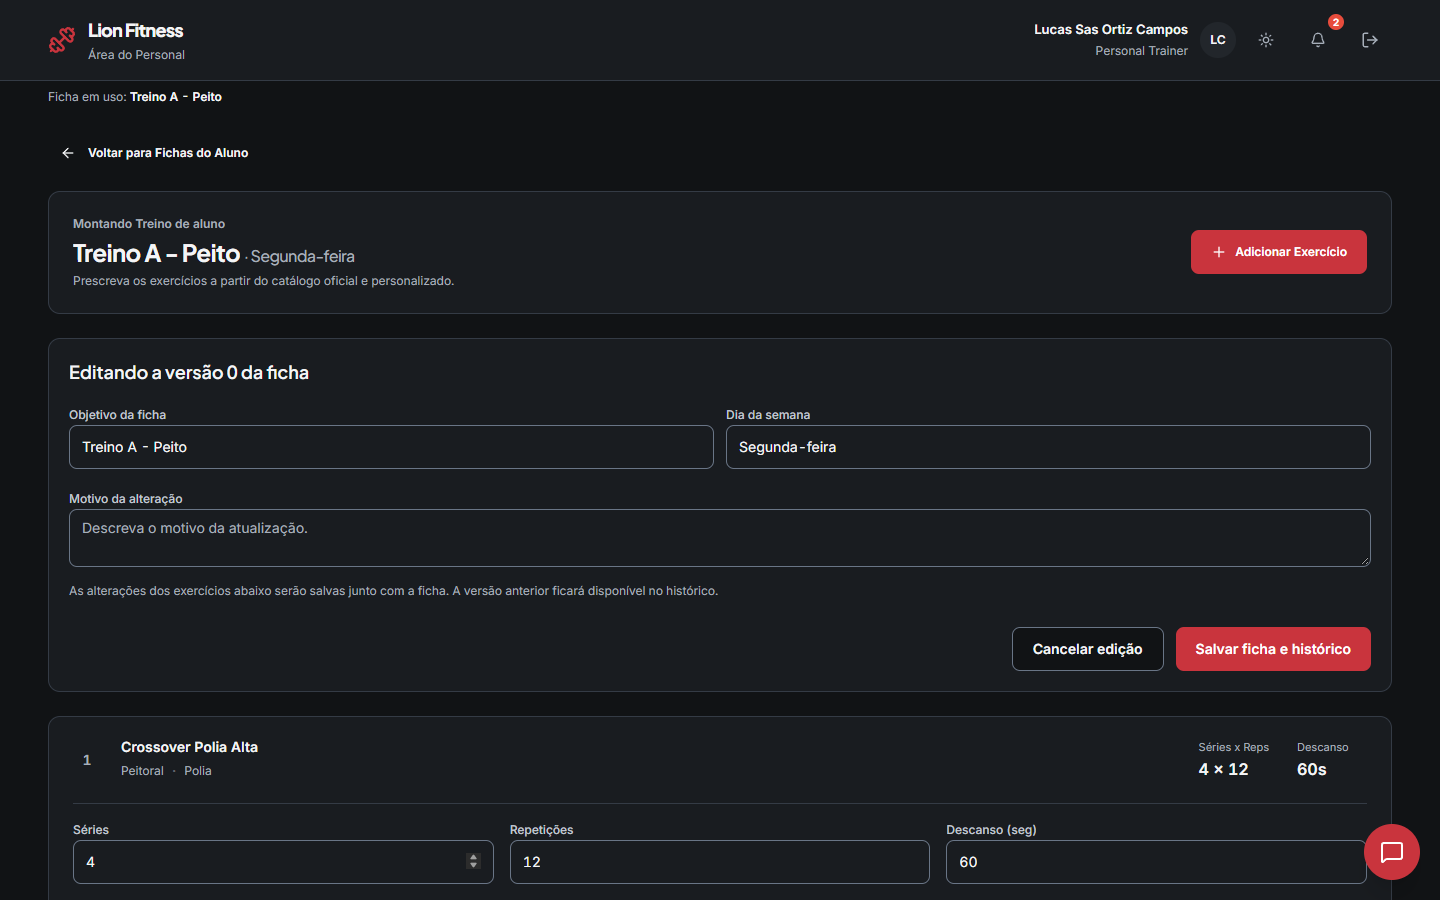 Lion Fitness
Área do Personal
Lucas Sas Ortiz Campos
Personal Trainer
LC
2
Ficha em uso: Treino A - Peito
Voltar para Fichas do Aluno
Montando Treino de aluno
Treino A - Peito · Segunda-feira
Prescreva os exercícios a partir do catálogo oficial e personalizado.
Adicionar Exercício
Editando a versão 0 da ficha
Objetivo da ficha
Dia da semana
Treino A - Peito
Segunda-feira
Motivo da alteração
Descreva o motivo da atualização.
As alterações dos exercícios abaixo serão salvas junto com a ficha. A versão anterior ficará disponível no histórico.
Cancelar edição
Salvar ficha e histórico
1
Crossover Polia Alta
Peitoral · Polia
Séries x Reps
Descanso
4 × 12
60s
Séries
Repetições
Descanso (seg)
4
12
60